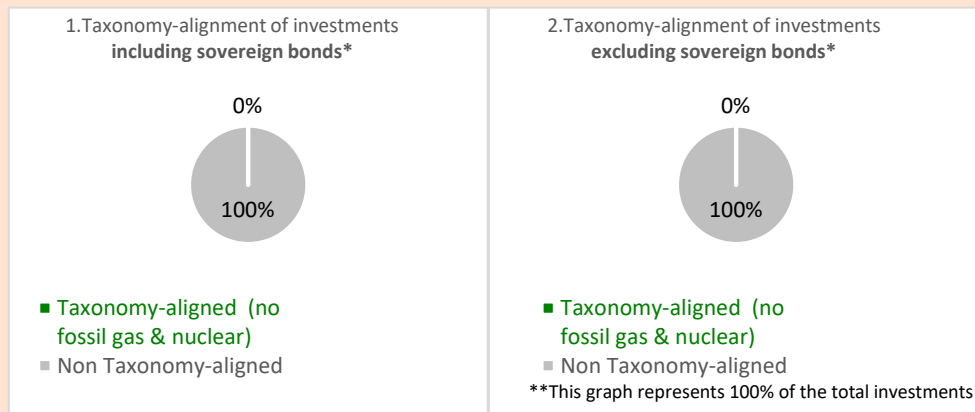 1.Taxonomy-alignment of investments
including sovereign bonds*
0%
100%
■ Taxonomy-aligned (no
fossil gas & nuclear)
■ Non Taxonomy-aligned
2.Taxonomy-alignment of investments
excluding sovereign bonds*
0%
100%
■ Taxonomy-aligned (no
fossil gas & nuclear)
■ Non Taxonomy-aligned
**This graph represents 100% of the total investments